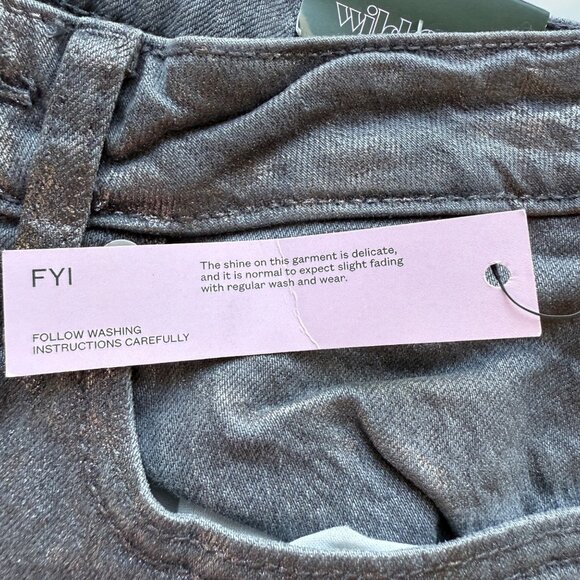 FYI
The shine on this garment is delicate,
and it is normal to expect slight fading
with regular wash and wear.
FOLLOW WASHING
INSTRUCTIONS CAREFULLY